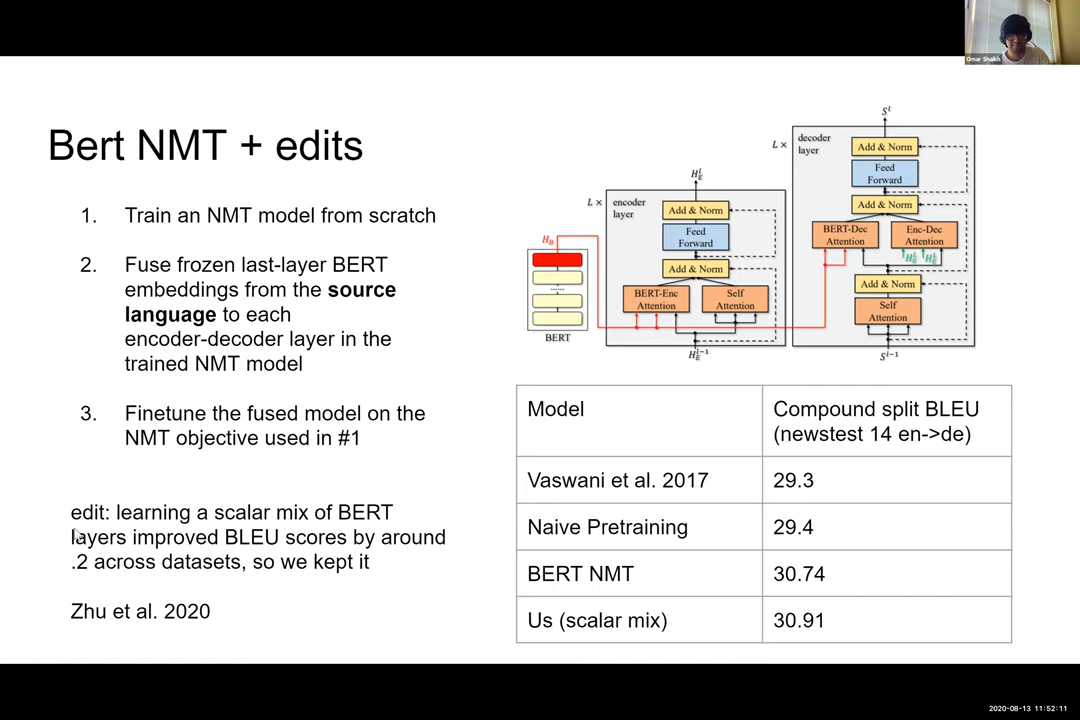 Omar Shaikh
Bert NMT + edits
1. Train an NMT model from scratch
2. Fuse frozen last-layer BERT
embeddings from the source
language to each
encoder-decoder layer in the
trained NMT model
3. Finetune the fused model on the
NMT objective used in #1
edit: learning a scalar mix of BERT
layers improved BLEU scores by around
.2 across datasets, so we kept it
Zhu et al. 2020
H_B
......
BERT
H_E^l
L ×
encoder
layer
Add & Norm
Feed
Forward
Add & Norm
BERT-Enc
Attention
Self
Attention
H_E^{l-1}
S^l
L ×
decoder
layer
Add & Norm
Feed
Forward
Add & Norm
BERT-Dec
Attention
Enc-Dec
Attention
H_E^L H_E^L
Add & Norm
Self
Attention
S^{l-1}
Model
Compound split BLEU
(newstest 14 en->de)
Vaswani et al. 2017
29.3
Naive Pretraining
29.4
BERT NMT
30.74
Us (scalar mix)
30.91
2020-08-13 11:52:11